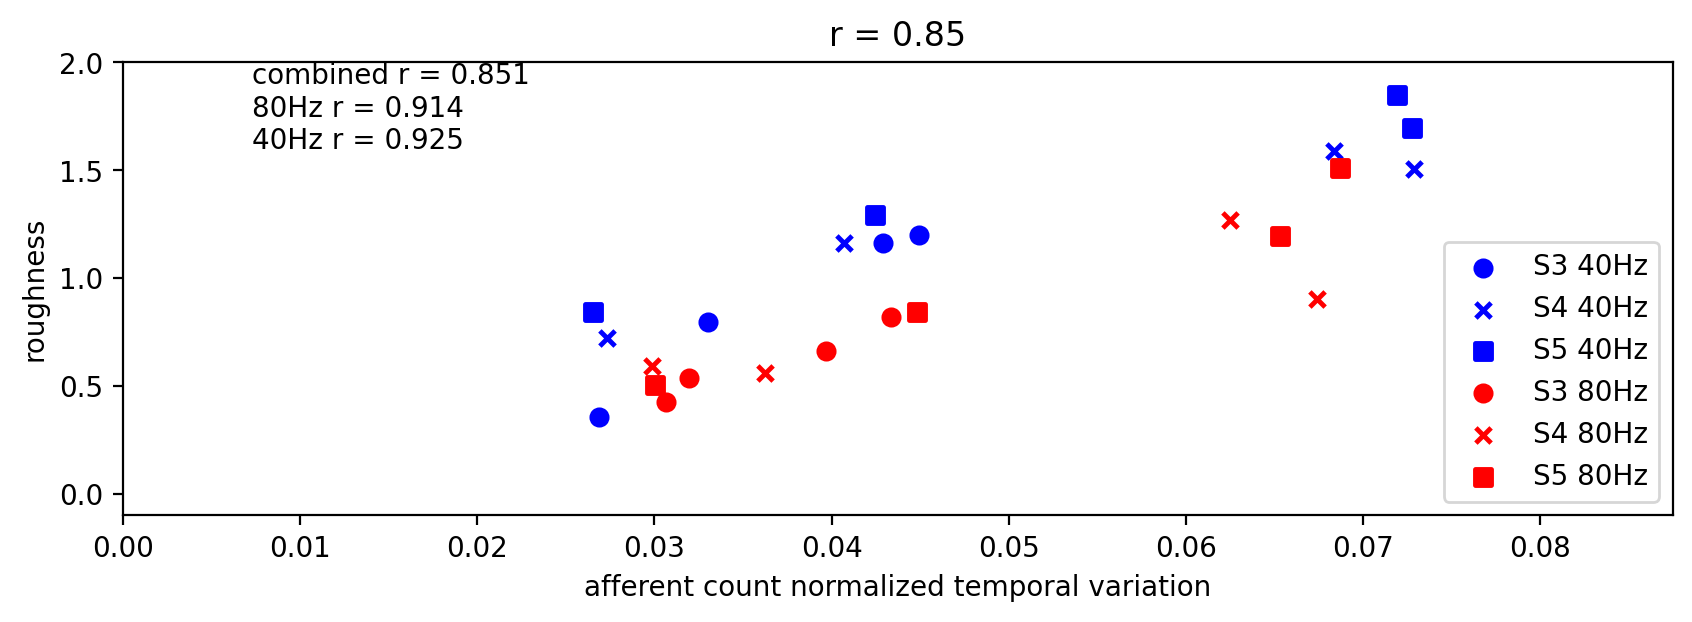 r = 0.85
combined r = 0.851
80Hz r = 0.914
40Hz r = 0.925
2.0
1.5
1.0
0.5
0.0
roughness
S3 40Hz
S4 40Hz
S5 40Hz
S3 80Hz
S4 80Hz
S5 80Hz
0.00 0.01 0.02 0.03 0.04 0.05 0.06 0.07 0.08
afferent count normalized temporal variation